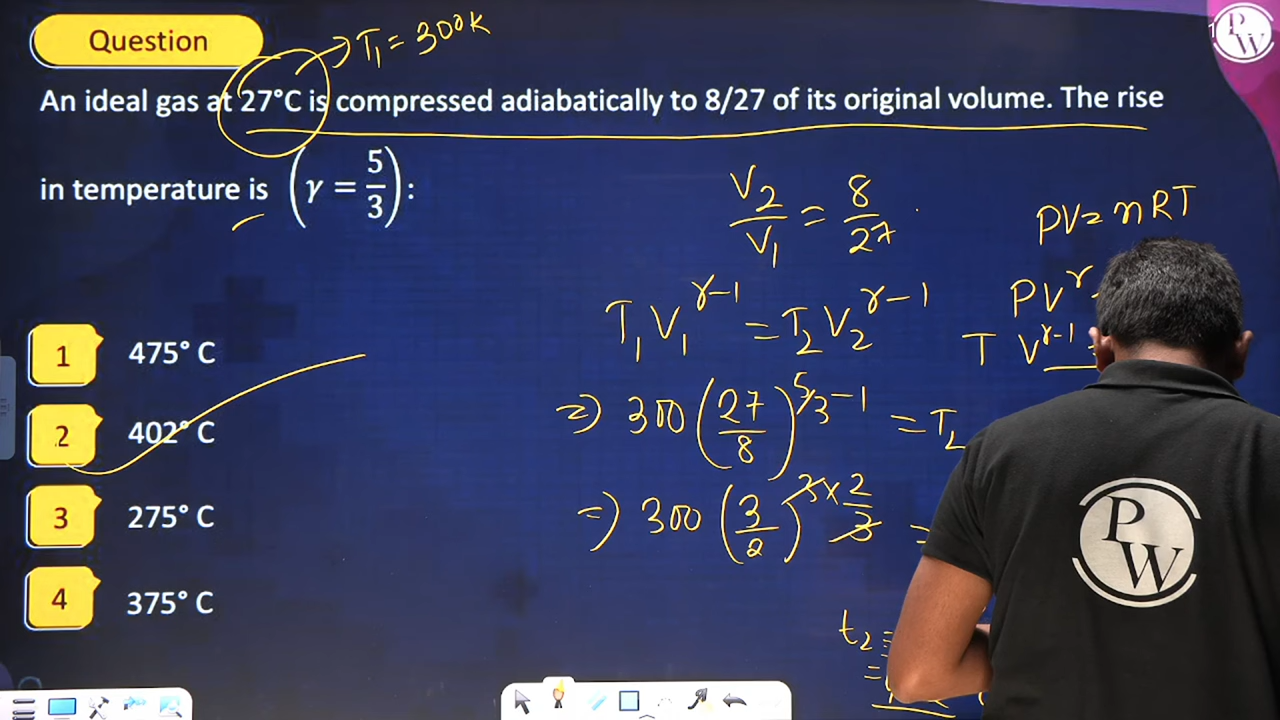 Question
T₁ = 300K
An ideal gas at 27°C is compressed adiabatically to 8/27 of its original volume. The rise
in temperature is (γ = 5/3):
V₂/V₁ = 8/27
PV = nRT
PV^γ
T₁V₁^γ-1 = T₂V₂^γ-1
T V^γ-1 =
⇒ 300 (27/8)^5/3-1 = T₂
⇒ 300 (3/2)^3×2/3 =
t₂ =
=
1 475° C
2 402° C
3 275° C
4 375° C
PW
PW